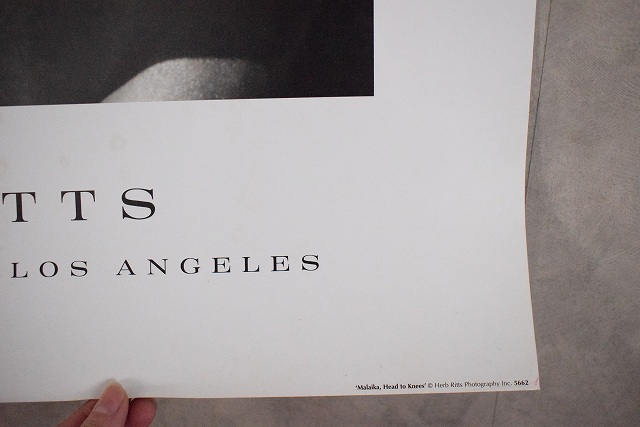 TTS
LOS ANGELES
'Malaika, Head to Knees' © Herb Ritts Photography Inc. 5662